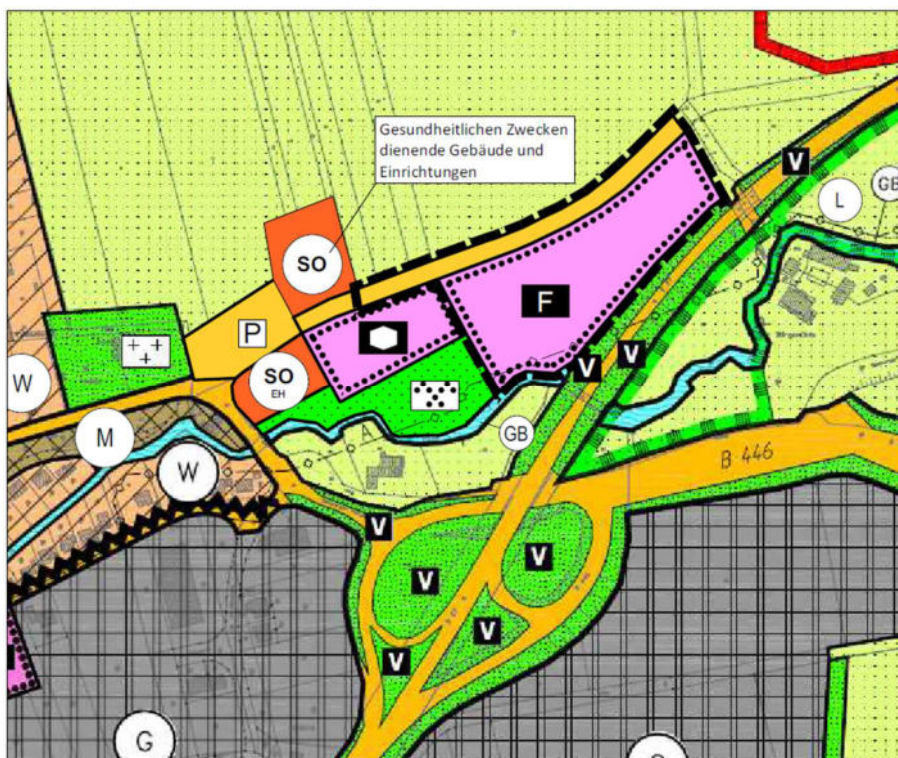 Gesundheitlichen Zwecken
dienende Gebäude und
Einrichtungen
V
L
GB
SO
F
P
W
SO
EH
V
V
M
GB
W
B 446
V
V
V
V
V
G